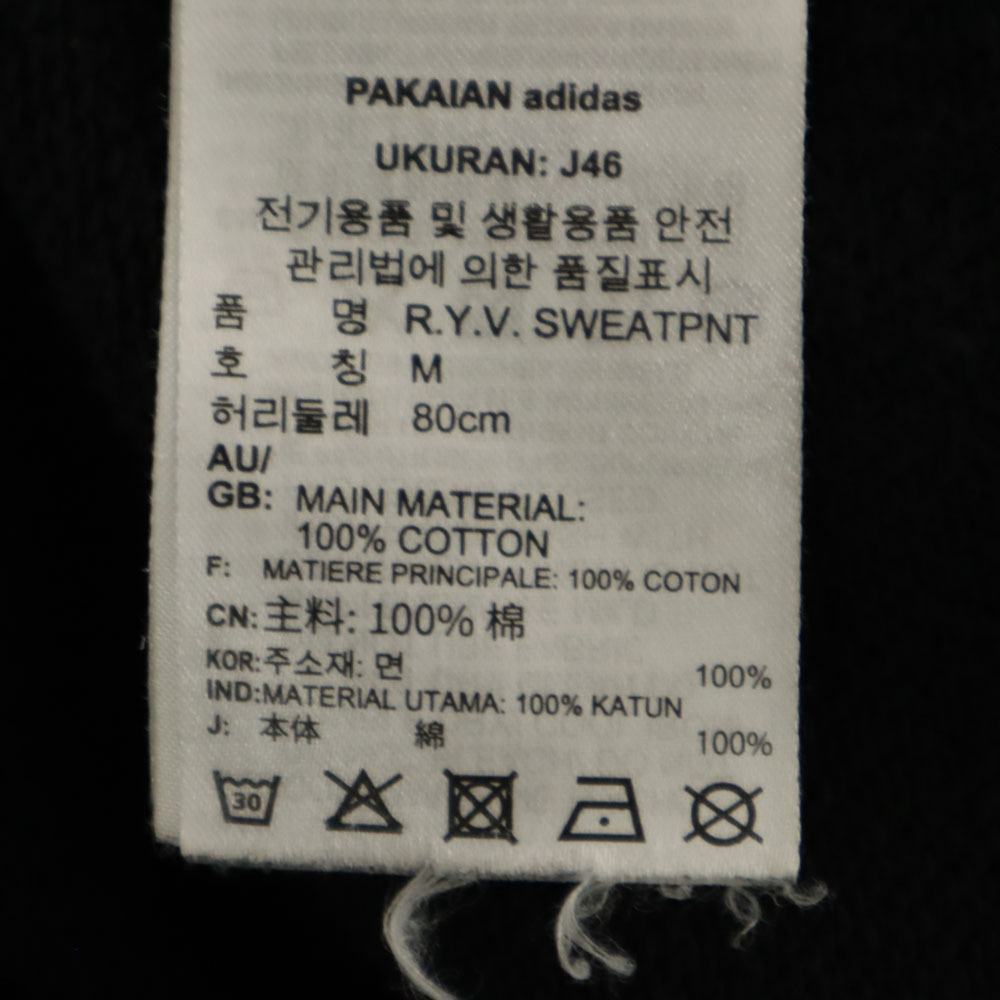 PAKAIAN adidas
UKURAN: J46
전기용품 및 생활용품 안전
관리법에 의한 품질표시
품 명 R.Y.V. SWEATPNT
호 칭 M
허리둘레 80cm
AU/
GB: MAIN MATERIAL:
100% COTTON
F: MATIERE PRINCIPALE: 100% COTON
CN: 主料: 100% 棉
KOR: 주소재: 면 100%
IND: MATERIAL UTAMA: 100% KATUN
J: 本体 綿 100%
30